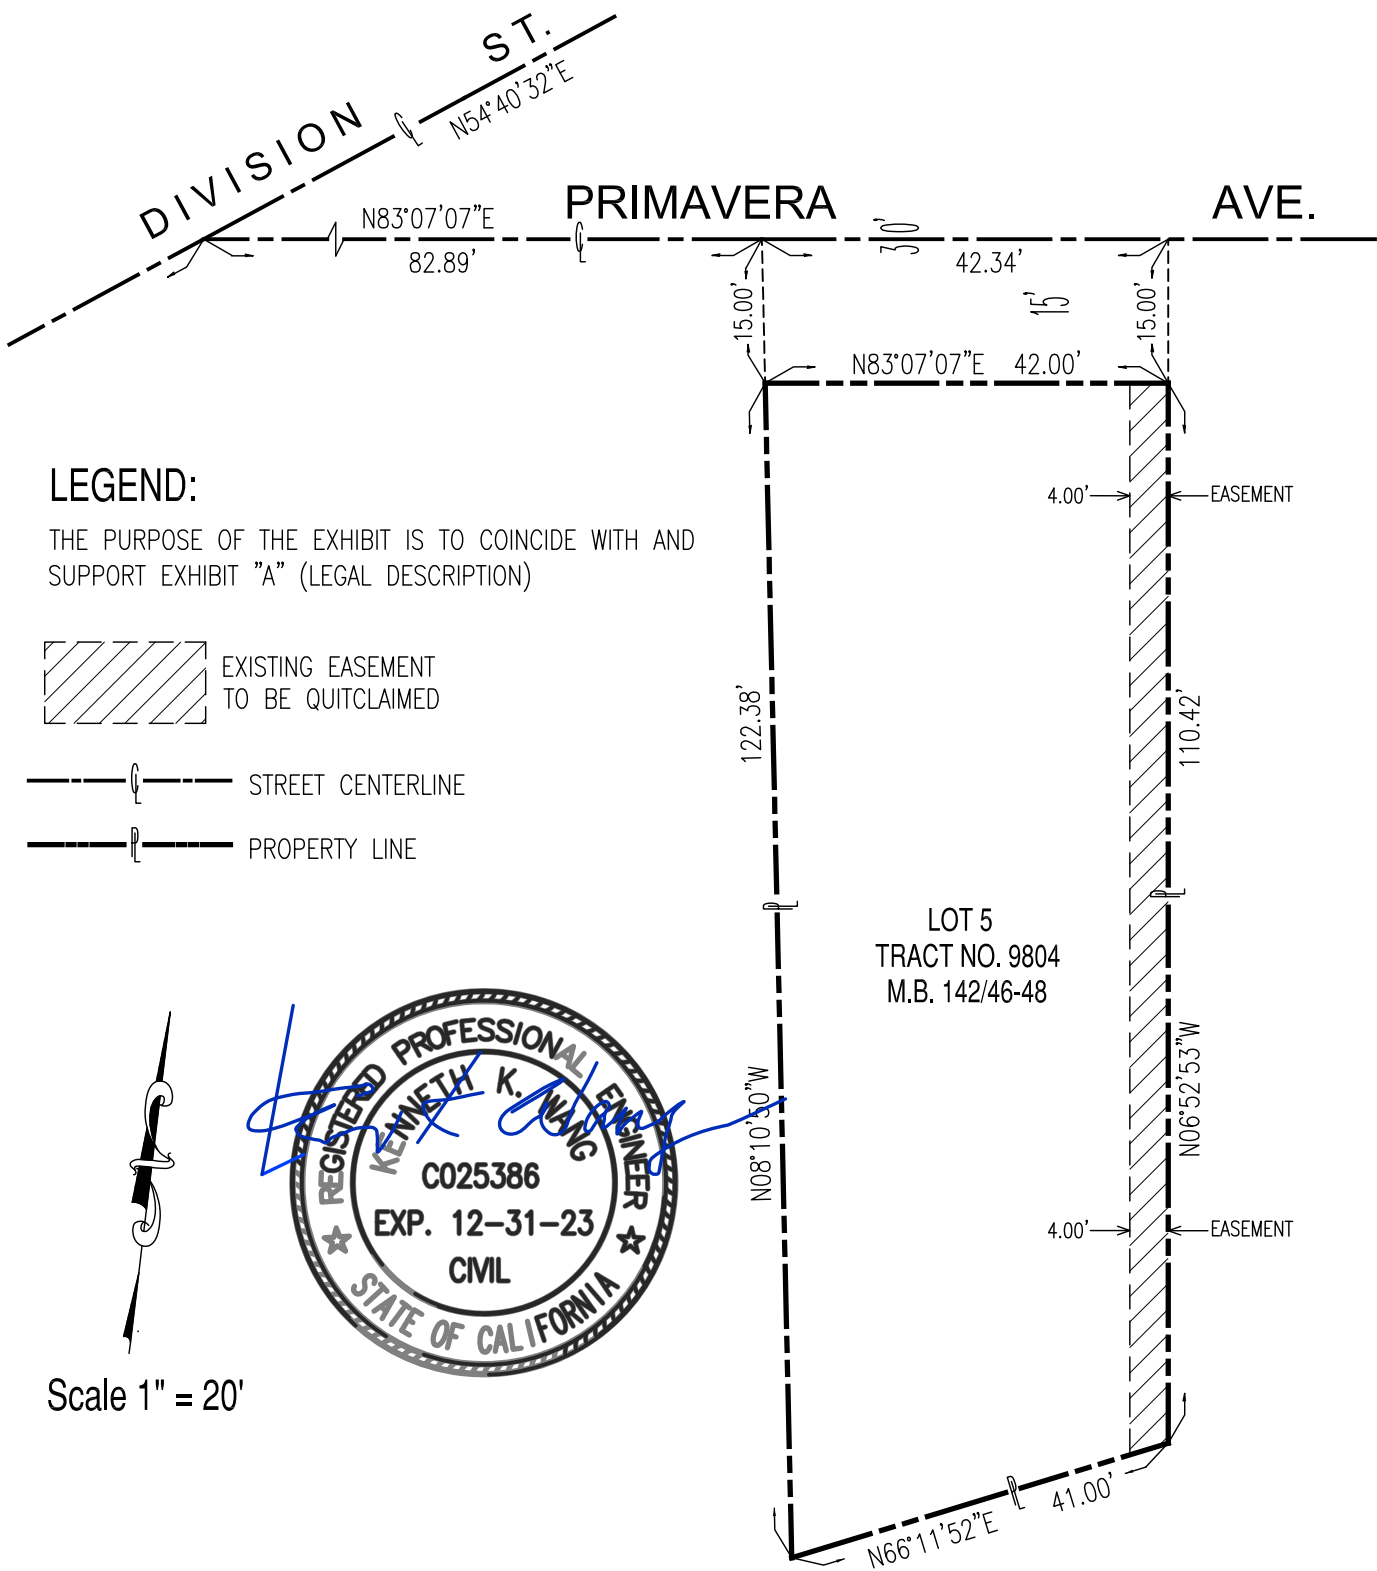 DIVISION ST.
N54°40'32"E
PRIMAVERA AVE.
N83°07'07"E
82.89'
30'
42.34'
15'
15.00'
15.00'
N83°07'07"E 42.00'
LEGEND:
THE PURPOSE OF THE EXHIBIT IS TO COINCIDE WITH AND
SUPPORT EXHIBIT "A" (LEGAL DESCRIPTION)
EXISTING EASEMENT
TO BE QUITCLAIMED
STREET CENTERLINE
PROPERTY LINE
4.00' EASEMENT
122.38'
110.42'
LOT 5
TRACT NO. 9804
M.B. 142/46-48
N08°10'50"W
N06°52'53"W
4.00' EASEMENT
REGISTERED PROFESSIONAL ENGINEER
KENNETH K. WANG
C025386
EXP. 12-31-23
CIVIL
STATE OF CALIFORNIA
Scale 1" = 20'
N66°11'52"E
41.00'